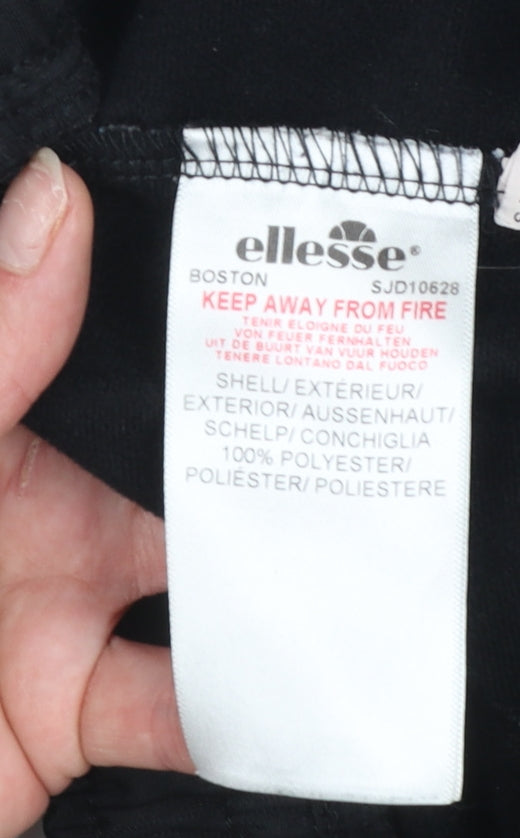 ellesse®
BOSTON SJD10628
KEEP AWAY FROM FIRE
TENIR ELOIGNE DU FEU
VON FEUER FERNHALTEN
UIT DE BUURT VAN VUUR HOUDEN
TENERE LONTANO DAL FUOCO
SHELL/ EXTÉRIEUR/
EXTERIOR/ AUSSENHAUT/
SCHELP/ CONCHIGLIA
100% POLYESTER/
POLIÉSTER/ POLIESTERE